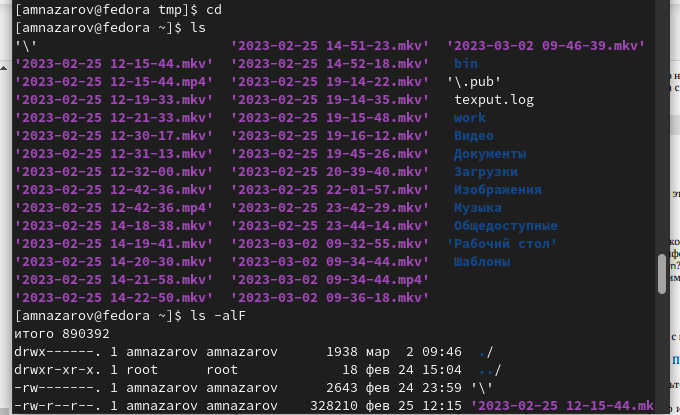 [amnazarov@fedora tmp]$ cd
[amnazarov@fedora ~]$ ls
'\' '2023-02-25 14-51-23.mkv' '2023-03-02 09-46-39.mkv'
'2023-02-25 12-15-44.mkv' '2023-02-25 14-52-18.mkv' bin
'2023-02-25 12-15-44.mp4' '2023-02-25 19-14-22.mkv' '\.pub'
'2023-02-25 12-19-33.mkv' '2023-02-25 19-14-35.mkv' texput.log
'2023-02-25 12-21-33.mkv' '2023-02-25 19-15-48.mkv' work
'2023-02-25 12-30-17.mkv' '2023-02-25 19-16-12.mkv' Видео
'2023-02-25 12-31-13.mkv' '2023-02-25 19-45-26.mkv' Документы
'2023-02-25 12-32-00.mkv' '2023-02-25 20-39-40.mkv' Загрузки
'2023-02-25 12-42-36.mkv' '2023-02-25 22-01-57.mkv' Изображения
'2023-02-25 12-42-36.mp4' '2023-02-25 23-42-29.mkv' Музыка
'2023-02-25 14-18-38.mkv' '2023-02-25 23-44-14.mkv' Общедоступные
'2023-02-25 14-19-41.mkv' '2023-03-02 09-32-55.mkv' 'Рабочий стол'
'2023-02-25 14-20-30.mkv' '2023-03-02 09-34-44.mkv' Шаблоны
'2023-02-25 14-21-58.mkv' '2023-03-02 09-34-44.mp4'
'2023-02-25 14-22-50.mkv' '2023-03-02 09-36-18.mkv'
[amnazarov@fedora ~]$ ls -alF
итого 890392
drwx------. 1 amnazarov amnazarov 1938 мар 2 09:46 ./
drwxr-xr-x. 1 root root 18 фев 24 15:04 ../
-rw-------. 1 amnazarov amnazarov 2643 фев 24 23:59 '\'
-rw-r--r--. 1 amnazarov amnazarov 328210 фев 25 12:15 '2023-02-25 12-15-44.mk